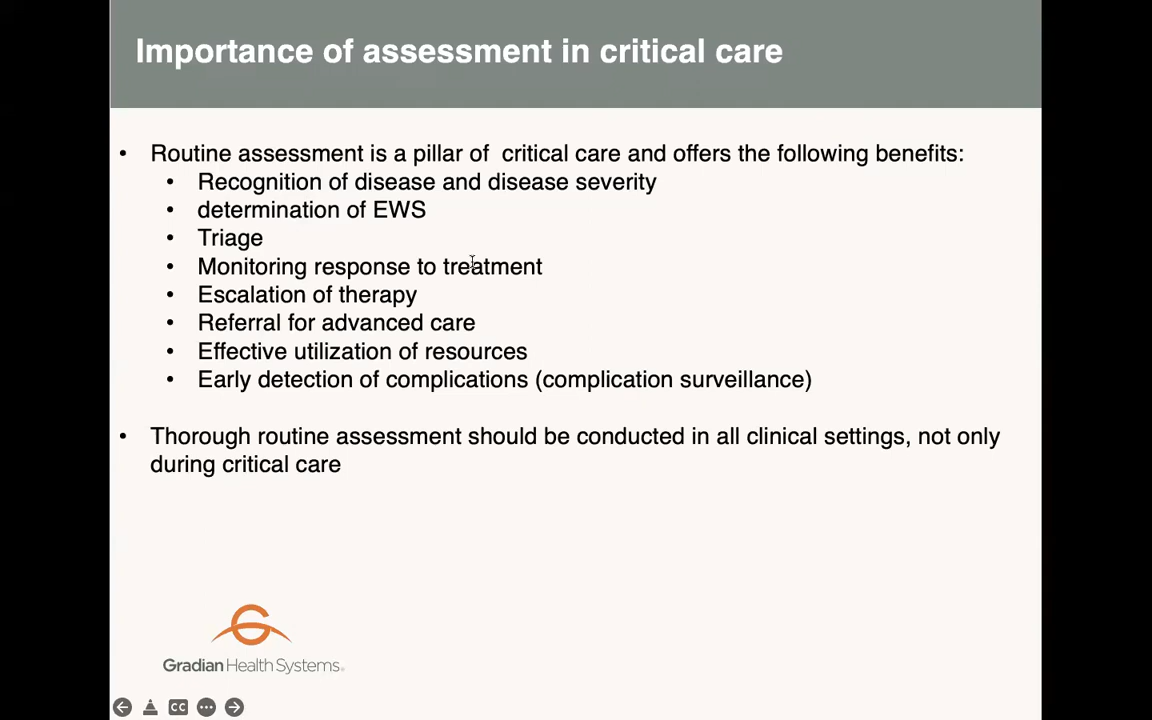 Importance of assessment in critical care
• Routine assessment is a pillar of  critical care and offers the following benefits:
• Recognition of disease and disease severity
• determination of EWS
• Triage
• Monitoring response to treatment
• Escalation of therapy
• Referral for advanced care
• Effective utilization of resources
• Early detection of complications (complication surveillance)
• Thorough routine assessment should be conducted in all clinical settings, not only
during critical care
Gradian Health Systems
CC